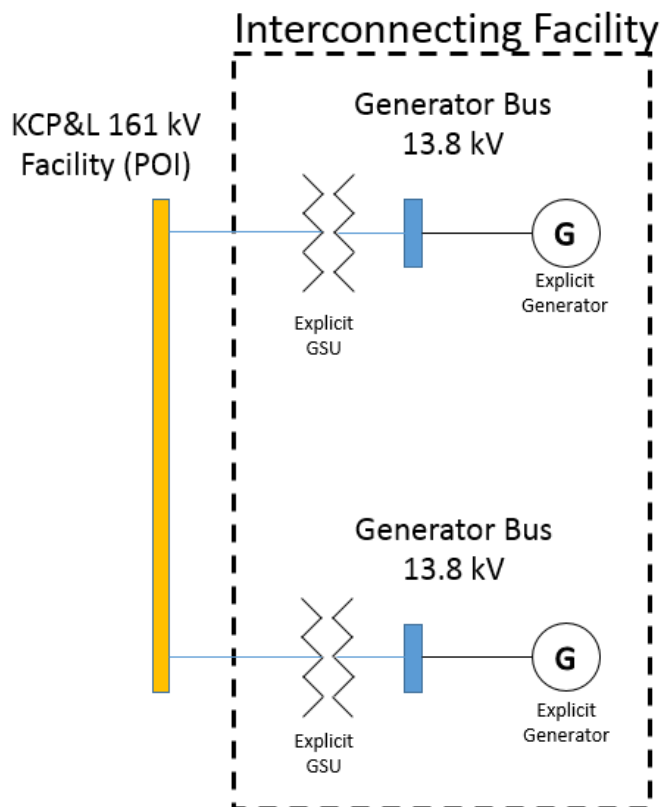 Interconnecting Facility
KCP&L 161 kV
Facility (POI)
Generator Bus
13.8 kV
G
Explicit
Generator
Explicit
GSU
Generator Bus
13.8 kV
G
Explicit
Generator
Explicit
GSU